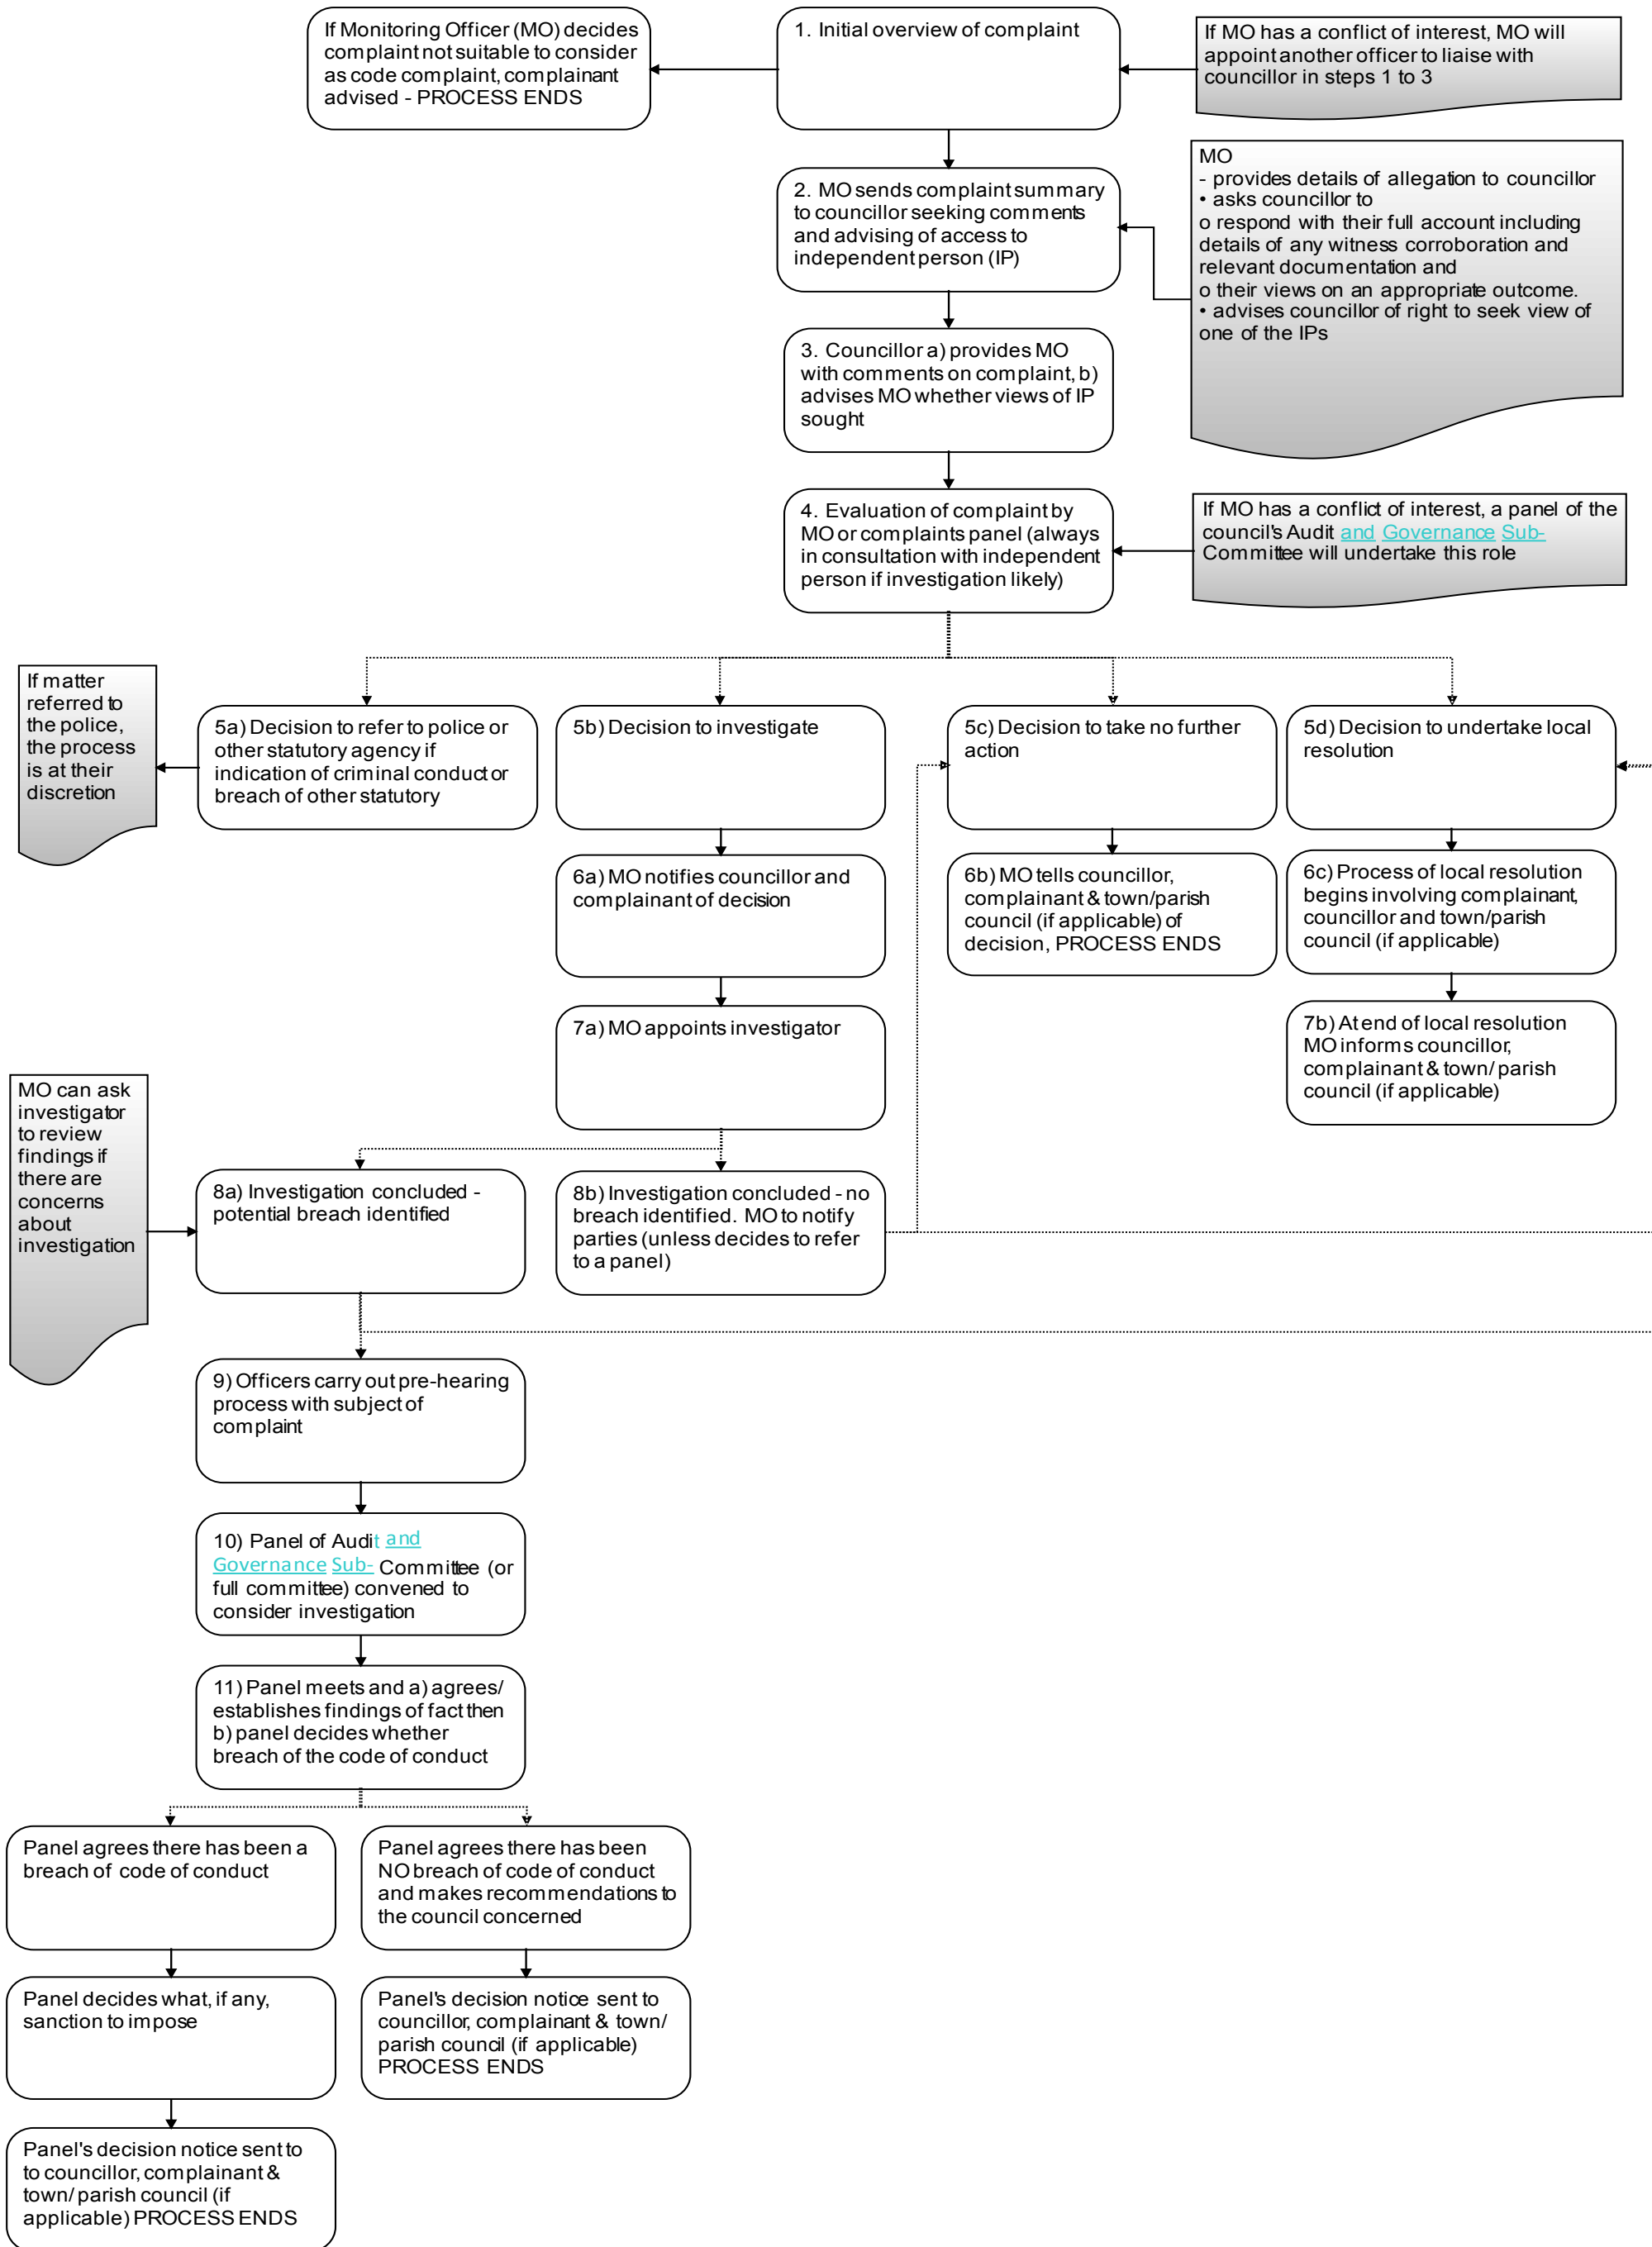 If Monitoring Officer (MO) decides
complaint not suitable to consider
as code complaint, complainant
advised - PROCESS ENDS
1. Initial overview of complaint
If MO has a conflict of interest, MO will
appoint another officer to liaise with
councillor in steps 1 to 3
2. MO sends complaint summary
to councillor seeking comments
and advising of access to
independent person (IP)
MO
- provides details of allegation to councillor
• asks councillor to
o respond with their full account including
details of any witness corroboration and
relevant documentation and
o their views on an appropriate outcome.
• advises councillor of right to seek view of
one of the IPs
3. Councillor a) provides MO
with comments on complaint, b)
advises MO whether views of IP
sought
4. Evaluation of complaint by
MO or complaints panel (always
in consultation with independent
person if investigation likely)
If MO has a conflict of interest, a panel of the
council's Audit and Governance Sub-
Committee will undertake this role
If matter
referred to
the police,
the process
is at their
discretion
5a) Decision to refer to police or
other statutory agency if
indication of criminal conduct or
breach of other statutory
5b) Decision to investigate
5c) Decision to take no further
action
5d) Decision to undertake local
resolution
6a) MO notifies councillor and
complainant of decision
6b) MO tells councillor,
complainant & town/parish
council (if applicable) of
decision, PROCESS ENDS
6c) Process of local resolution
begins involving complainant,
councillor and town/parish
council (if applicable)
7a) MO appoints investigator
7b) At end of local resolution
MO informs councillor,
complainant & town/ parish
council (if applicable)
MO can ask
investigator
to review
findings if
there are
concerns
about
investigation
8a) Investigation concluded -
potential breach identified
8b) Investigation concluded - no
breach identified. MO to notify
parties (unless decides to refer
to a panel)
9) Officers carry out pre-hearing
process with subject of
complaint
10) Panel of Audit and
Governance Sub- Committee (or
full committee) convened to
consider investigation
11) Panel meets and a) agrees/
establishes findings of fact then
b) panel decides whether
breach of the code of conduct
Panel agrees there has been a
breach of code of conduct
Panel agrees there has been
NO breach of code of conduct
and makes recommendations to
the council concerned
Panel decides what, if any,
sanction to impose
Panel's decision notice sent to
councillor, complainant & town/
parish council (if applicable)
PROCESS ENDS
Panel's decision notice sent to
to councillor, complainant &
town/ parish council (if
applicable) PROCESS ENDS